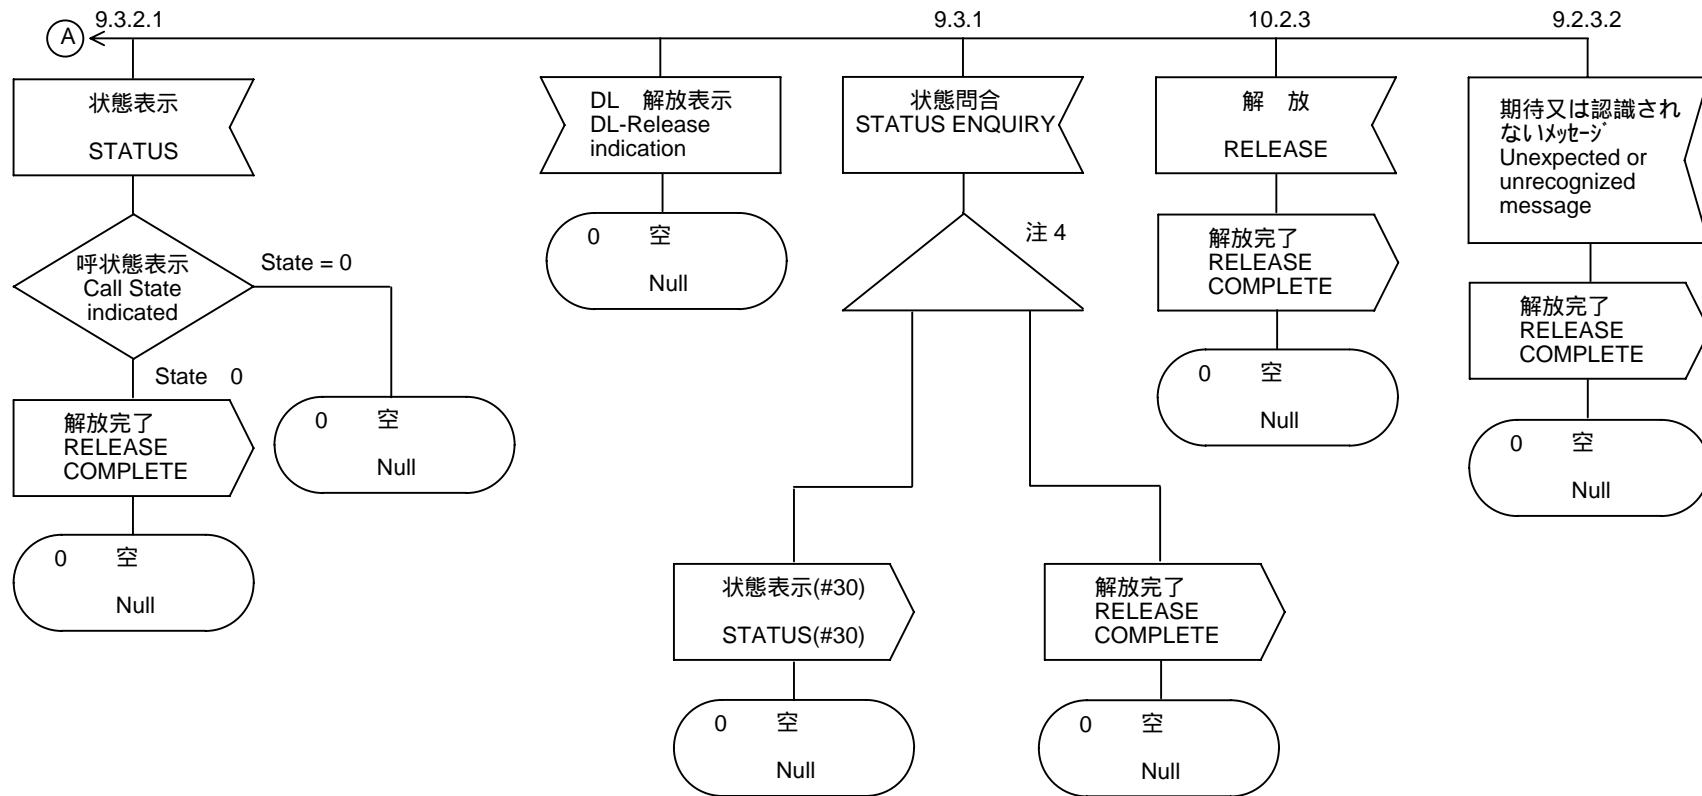 9.3.2.1
9.3.1
10.2.3
9.2.3.2
A
状態表示
STATUS
DL 解放表示
DL-Release
indication
状態問合
STATUS ENQUIRY
解 放
RELEASE
期待又は認識され
ないﾒｯｾｰｼﾞ
Unexpected or
unrecognized
message
呼状態表示
Call State
indicated
State = 0
State 0
解放完了
RELEASE
COMPLETE
0 空
Null
0 空
Null
0 空
Null
注 4
状態表示(#30)
STATUS(#30)
0 空
Null
解放完了
RELEASE
COMPLETE
0 空
Null
解放完了
RELEASE
COMPLETE
0 空
Null
解放完了
RELEASE
COMPLETE
0 空
Null